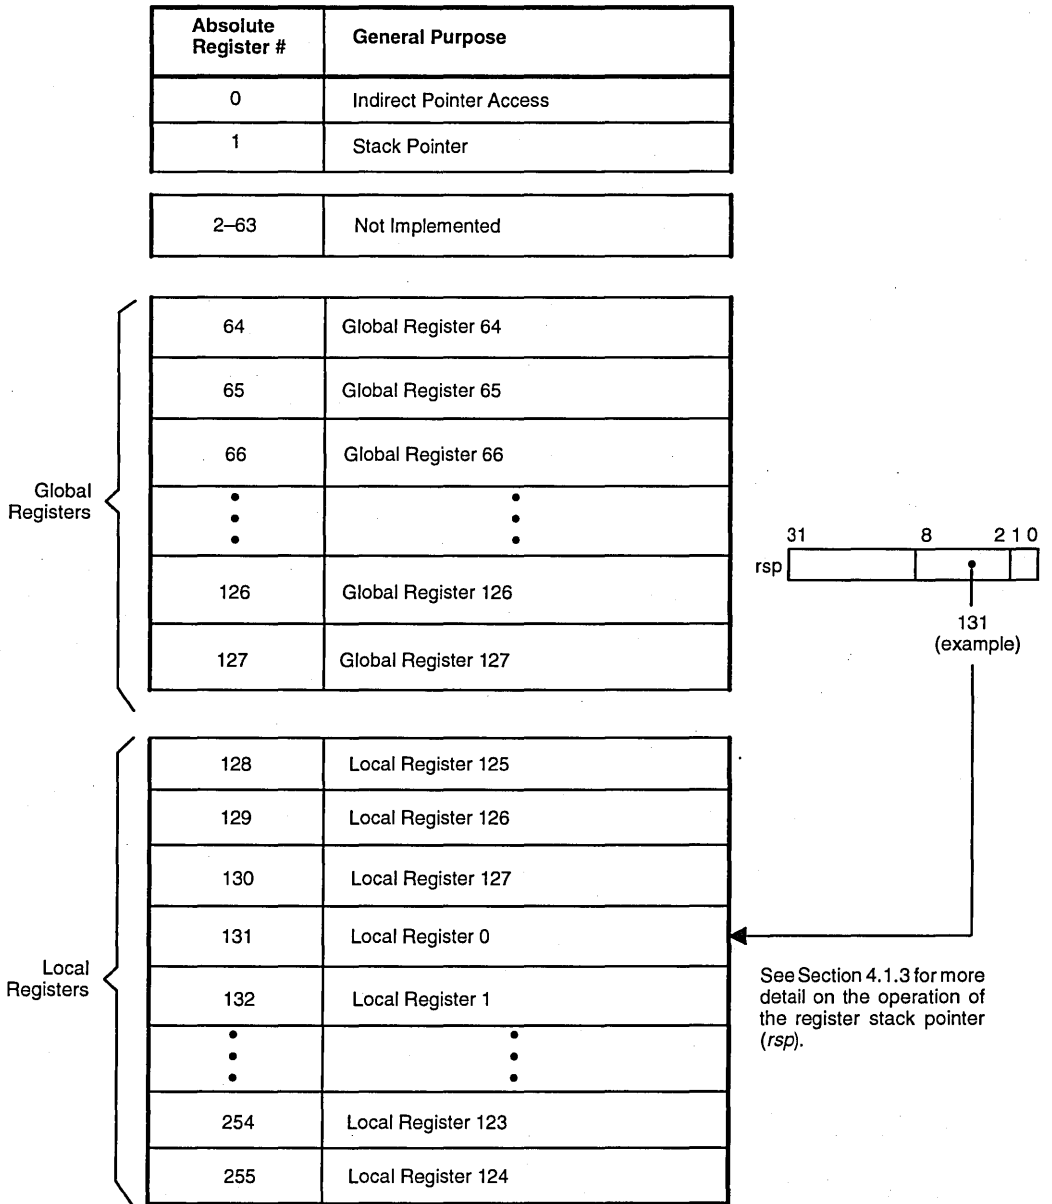 Absolute Register # General Purpose
0 Indirect Pointer Access
1 Stack Pointer
2–63 Not Implemented
Global Registers
64 Global Register 64
65 Global Register 65
66 Global Register 66
126 Global Register 126
127 Global Register 127
31 8 2 1 0
rsp
131
(example)
Local Registers
128 Local Register 125
129 Local Register 126
130 Local Register 127
131 Local Register 0
132 Local Register 1
254 Local Register 123
255 Local Register 124
See Section 4.1.3 for more
detail on the operation of
the register stack pointer
(rsp).